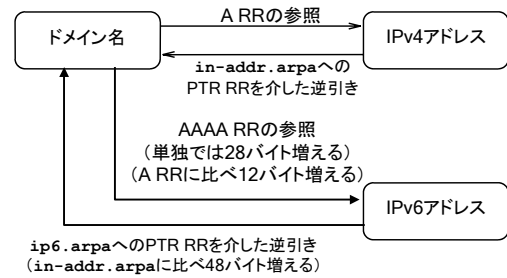 A RRの参照
ドメイン名
IPv4アドレス
in-addr.arpaへの
PTR RRを介した逆引き
AAAA RRの参照
(単独では28バイト増える)
(A RRに比べ12バイト増える)
IPv6アドレス
ip6.arpaへのPTR RRを介した逆引き
(in-addr.arpaに比べ48バイト増える)